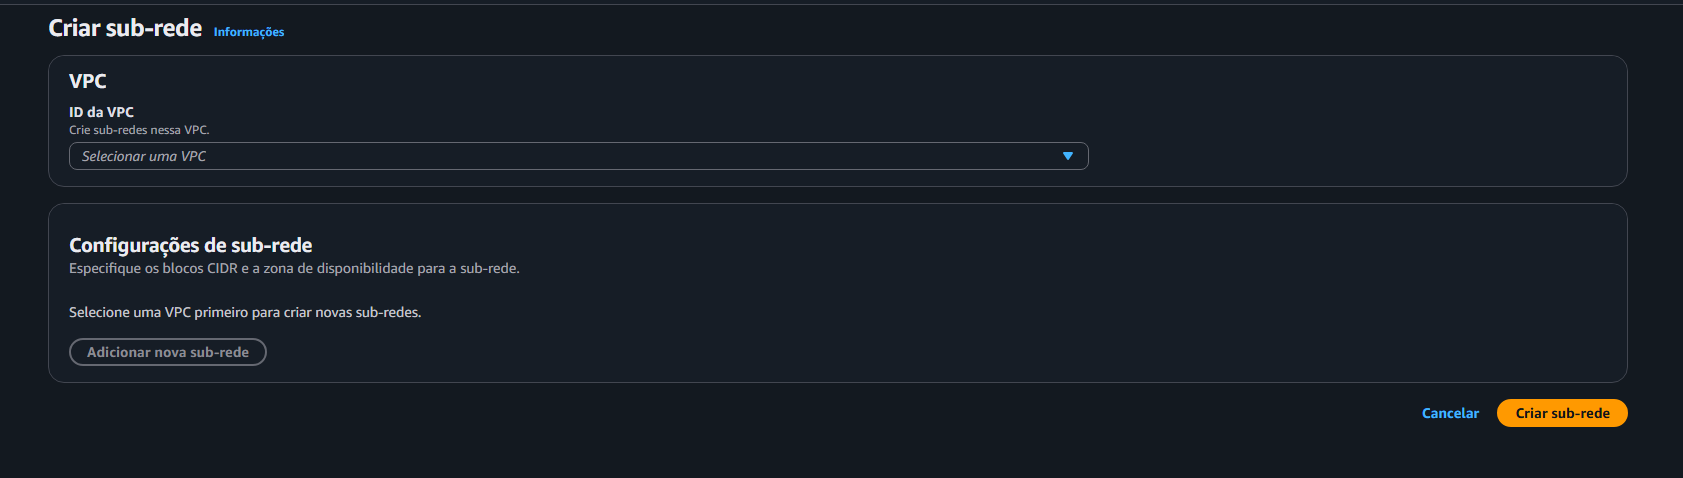 Criar sub-rede Informações
VPC
ID da VPC
Crie sub-redes nessa VPC.
Selecionar uma VPC
Configurações de sub-rede
Especifique os blocos CIDR e a zona de disponibilidade para a sub-rede.
Selecione uma VPC primeiro para criar novas sub-redes.
Adicionar nova sub-rede
Cancelar Criar sub-rede